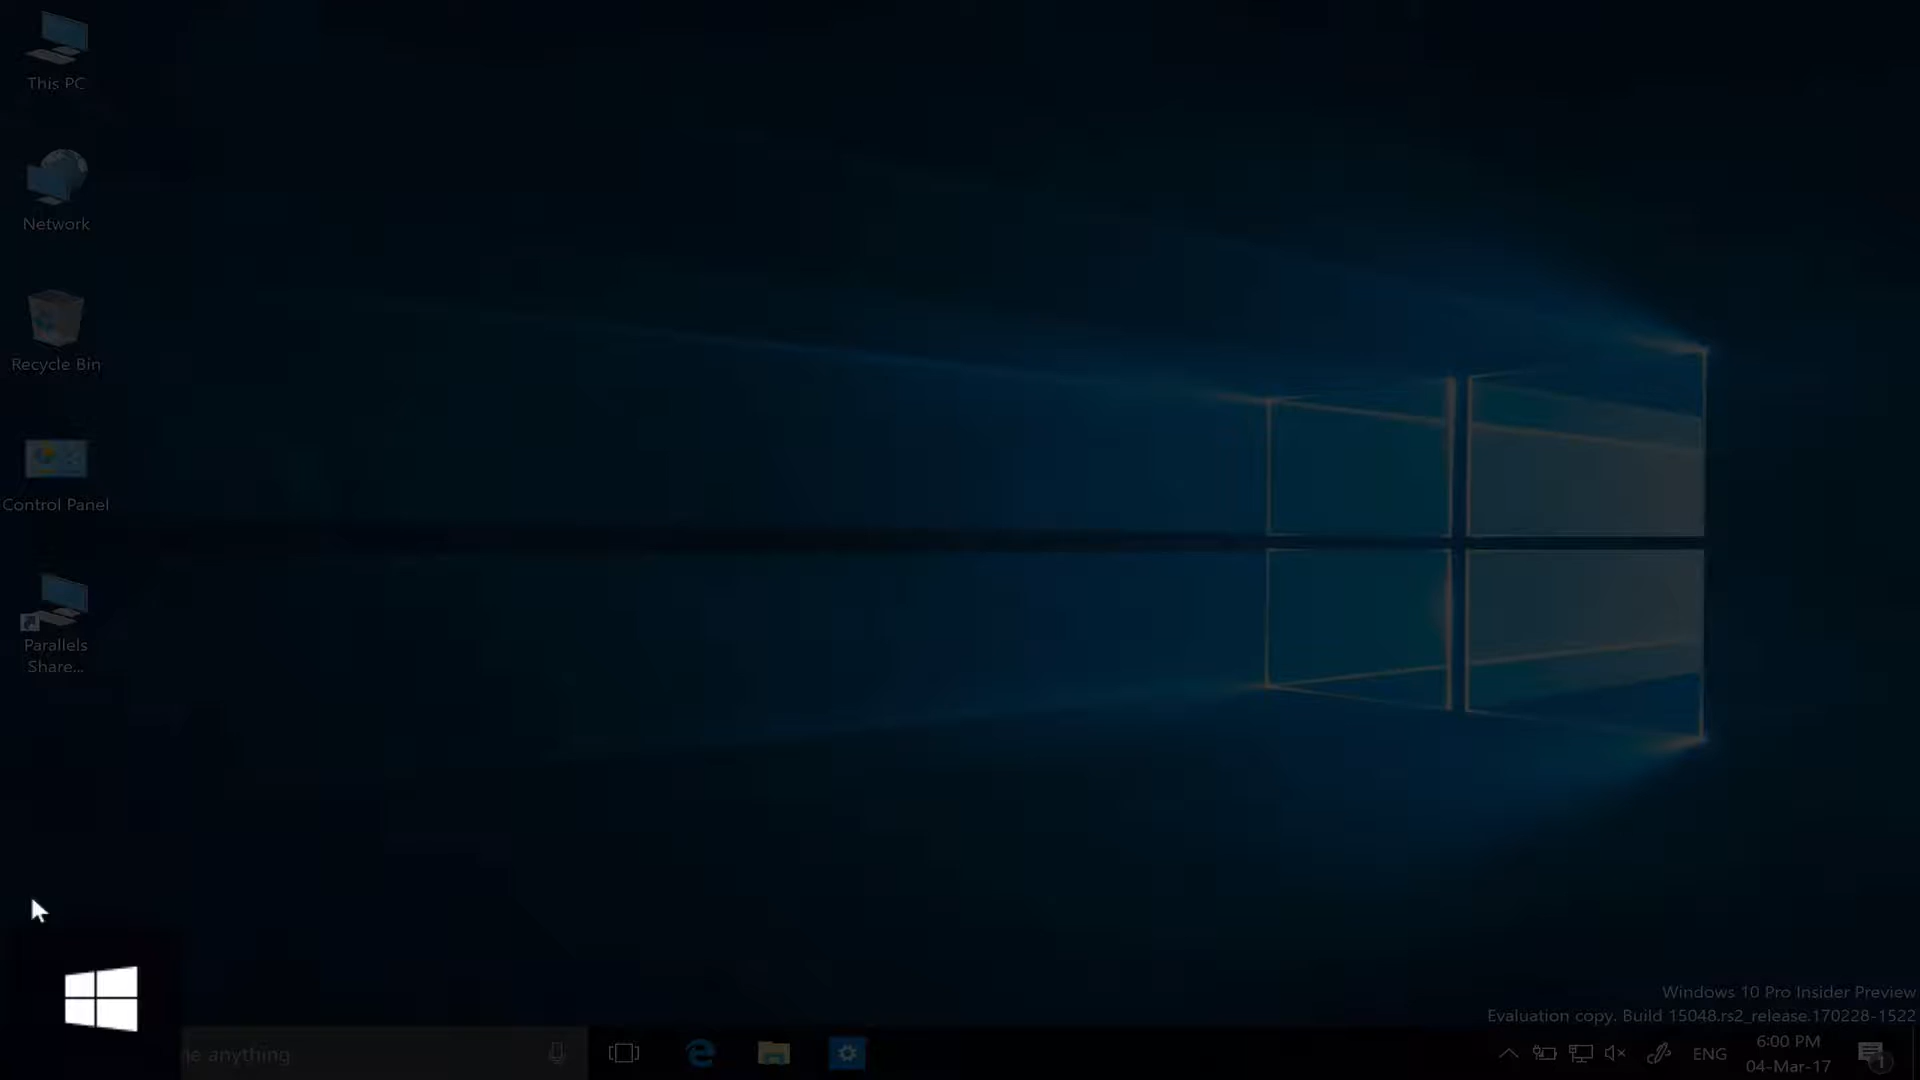 This PC
Network
Recycle Bin
Control Panel
Parallels
Share...
Windows 10 Pro Insider Preview
Evaluation copy. Build 15048.rs2_release.170228-1522
e anything
ENG
6:00 PM
04-Mar-17
1